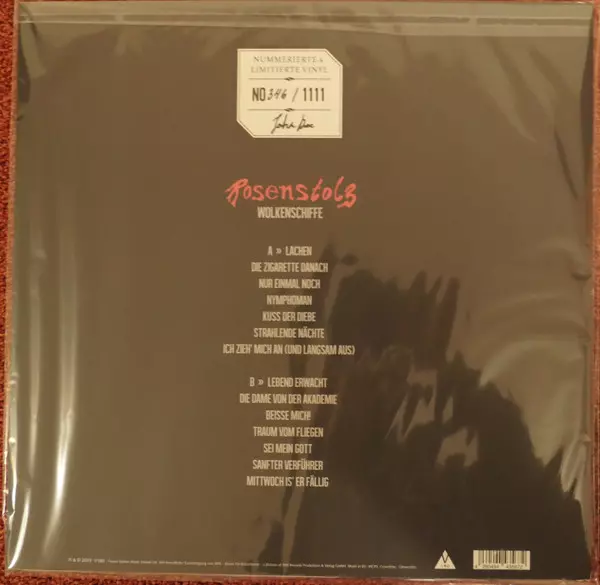 NUMMERIERTE &
LIMITIERTE VINYL
NO 346 / 1111
Rosenstolz
WOLKENSCHIFFE
A » LACHEN
DIE ZIGARETTE DANACH
NUR EINMAL NOCH
NYMPHOMAN
KUSS DER DIEBE
STRAHLENDE NÄCHTE
ICH ZIEH' MICH AN (UND LANGSAM AUS)
B » LEBEND ERWACHT
DIE DAME VON DER AKADEMIE
BEISSE MICH!
TRAUM VOM FLIEGEN
SEI MEIN GOTT
SANFTER VERFÜHRER
MITTWOCH IS' ER FÄLLIG